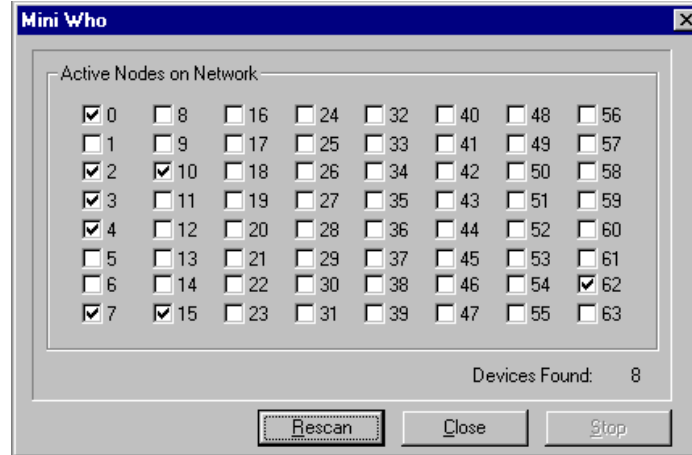 Mini Who
Active Nodes on Network
0 8 16 24 32 40 48 56
1 9 17 25 33 41 49 57
2 10 18 26 34 42 50 58
3 11 19 27 35 43 51 59
4 12 20 28 36 44 52 60
5 13 21 29 37 45 53 61
6 14 22 30 38 46 54 62
7 15 23 31 39 47 55 63
Devices Found: 8
Rescan Close Stop